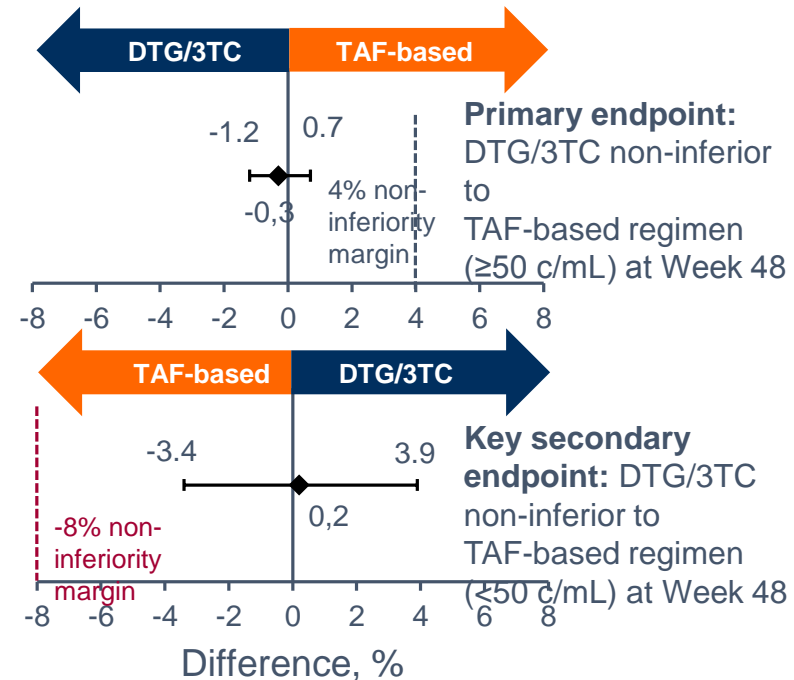 DTG/3TC TAF-based
-1.2 0.7
-0,3
4% non-
inferiority
margin
Primary endpoint:
DTG/3TC non-inferior
to
TAF-based regimen
(≥50 c/mL) at Week 48
-8 -6 -4 -2 0 2 4 6 8
TAF-based DTG/3TC
-3.4 3.9
0,2
-8% non-
inferiority
margin
Key secondary
endpoint: DTG/3TC
non-inferior to
TAF-based regimen
(<50 c/mL) at Week 48
-8 -6 -4 -2 0 2 4 6 8
Difference, %